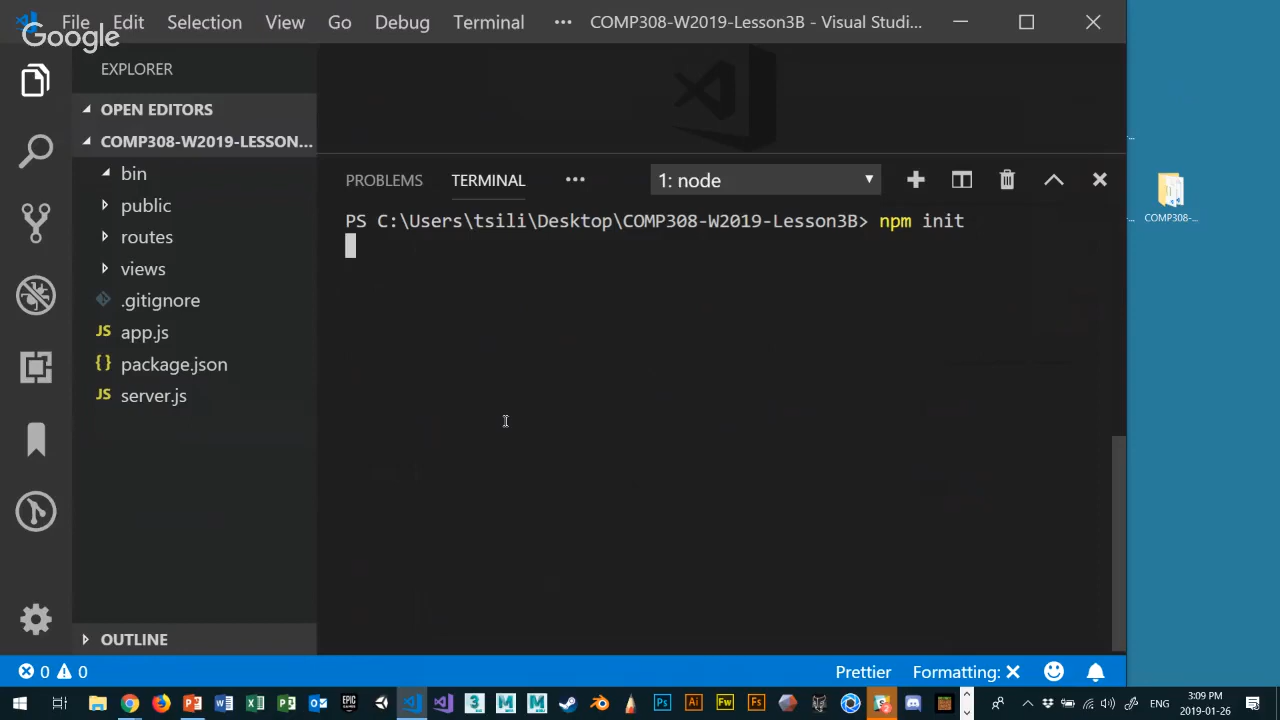 File Edit Selection View Go Debug Terminal ··· COMP308-W2019-Lesson3B - Visual Studi...
Google
EXPLORER
OPEN EDITORS
COMP308-W2019-LESSON...
bin
public
routes
views
.gitignore
JS app.js
{ } package.json
JS server.js
OUTLINE
PROBLEMS TERMINAL ··· 1: node
PS C:\Users\tsili\Desktop\COMP308-W2019-Lesson3B> npm init
COMP308-...
0 0 Prettier Formatting: ✕
3:09 PM
ENG
2019-01-26